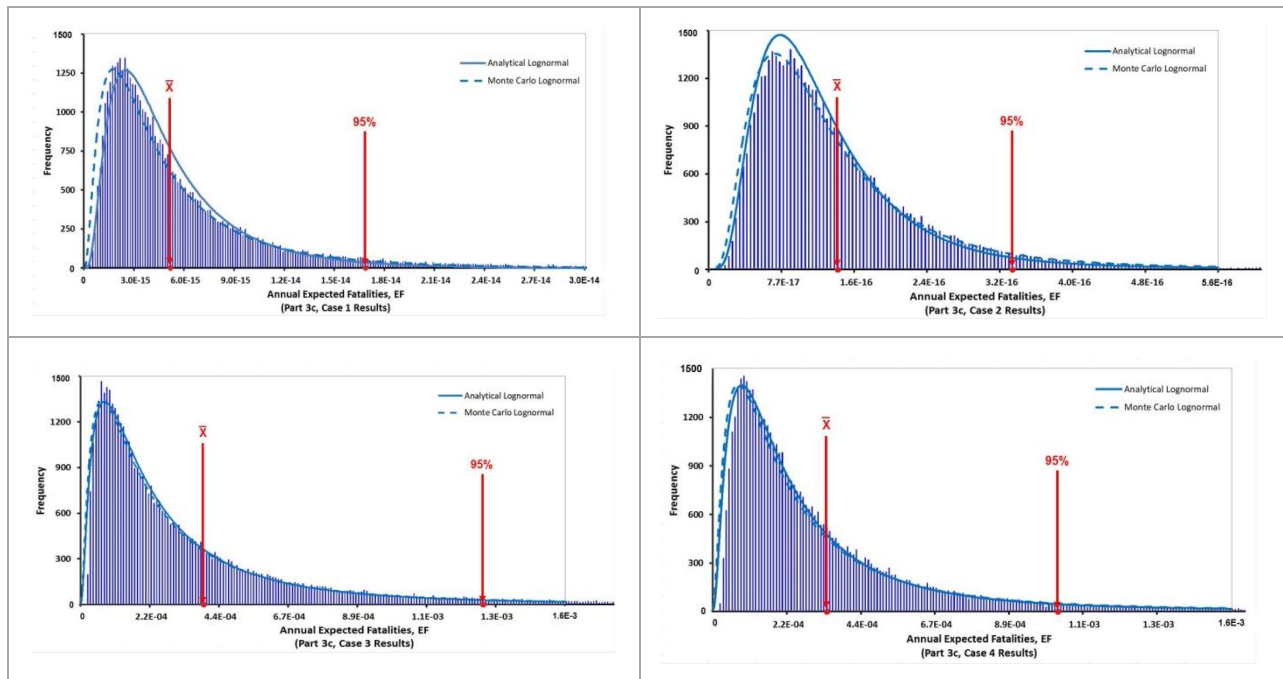 1500
1250
1000
750
500
250
0
Frequency
X̄
95%
Analytical Lognormal
Monte Carlo Lognormal
0 3.0E-15 6.0E-15 9.0E-15 1.2E-14 1.5E-14 1.8E-14 2.1E-14 2.4E-14 2.7E-14 3.0E-14
Annual Expected Fatalities, EF
(Part 3c, Case 1 Results)
1500
1200
900
600
300
0
Frequency
X̄
95%
Analytical Lognormal
Monte Carlo Lognormal
0 7.7E-17 1.6E-16 2.4E-16 3.2E-16 4.0E-16 4.8E-16 5.6E-16
Annual Expected Fatalities, EF
(Part 3c, Case 2 Results)
1500
1200
900
600
300
0
Frequency
X̄
95%
Analytical Lognormal
Monte Carlo Lognormal
0 2.2E-04 4.4E-04 6.7E-04 8.9E-04 1.1E-03 1.3E-03 1.6E-3
Annual Expected Fatalities, EF
(Part 3c, Case 3 Results)
1500
1200
900
600
300
0
Frequency
X̄
95%
Analytical Lognormal
Monte Carlo Lognormal
0 2.2E-04 4.4E-04 6.7E-04 8.9E-04 1.1E-03 1.3E-03 1.6E-3
Annual Expected Fatalities, EF
(Part 3c, Case 4 Results)